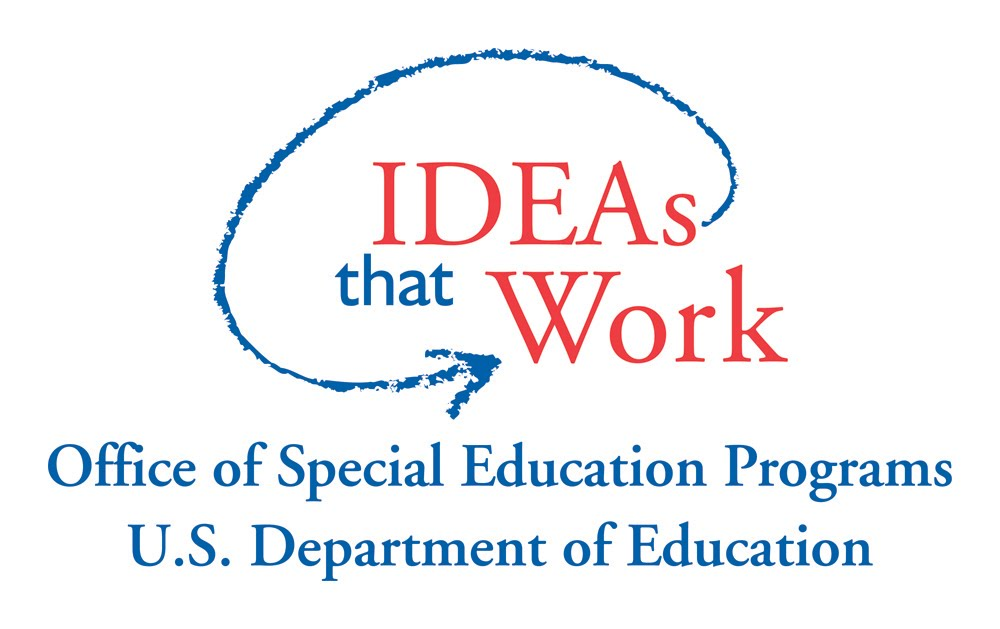 IDEAs
that Work
Office of Special Education Programs
U.S. Department of Education